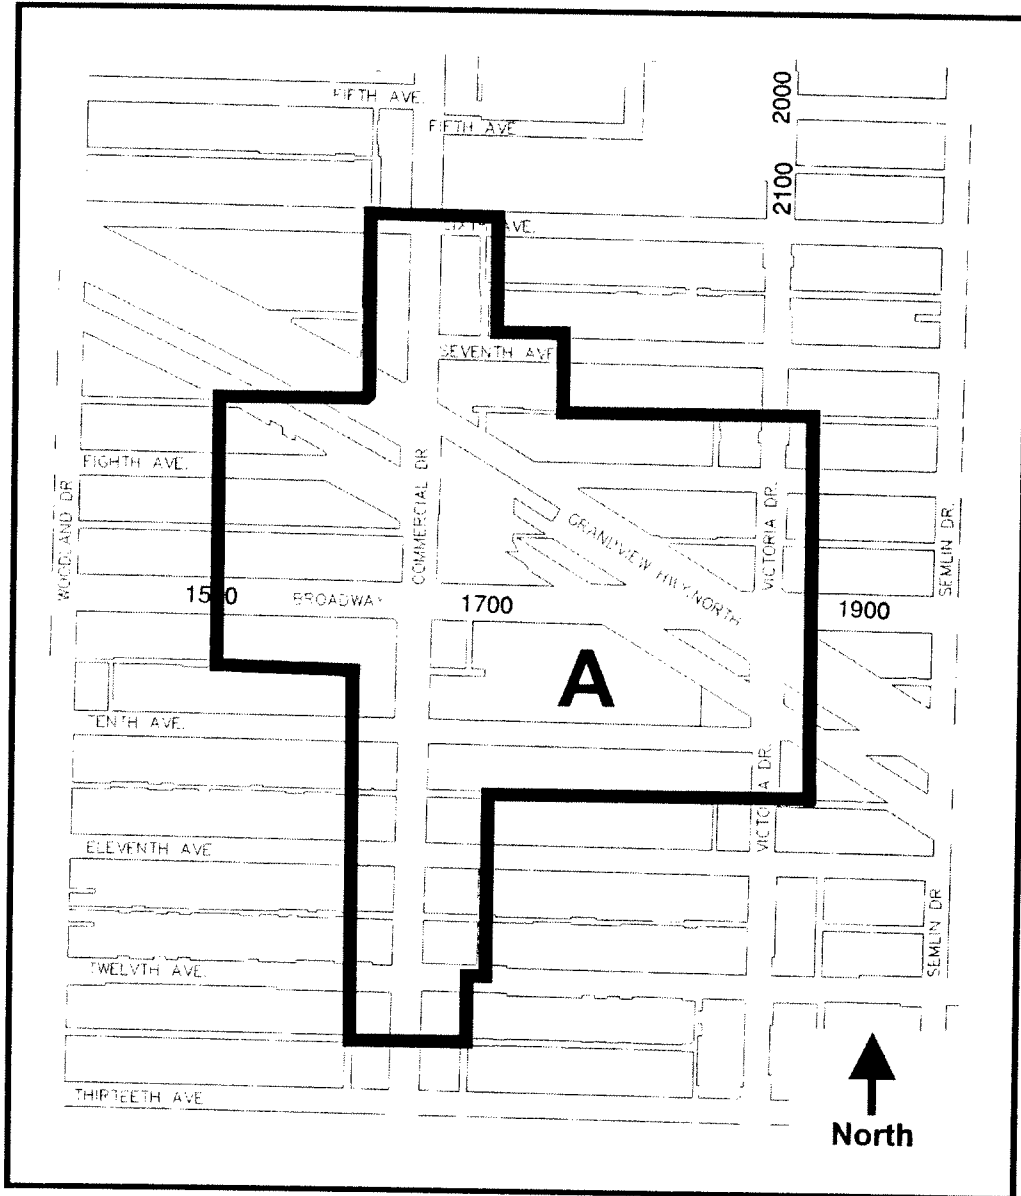 FIFTH AVE.
FIFTH AVE
2000
2100
SIXTH AVE.
SEVENTH AVE
EIGHTH AVE.
WOODLAND DR
COMMERCIAL DR
VICTORIA DR.
SEMLIN DR.
GRANDVIEW HWY. NORTH
1500
BROADWAY
1700
1900
A
TENTH AVE.
VICTORIA DR.
ELEVENTH AVE
TWELVTH AVE.
SEMLIN DR
THIRTEETH AVE
North